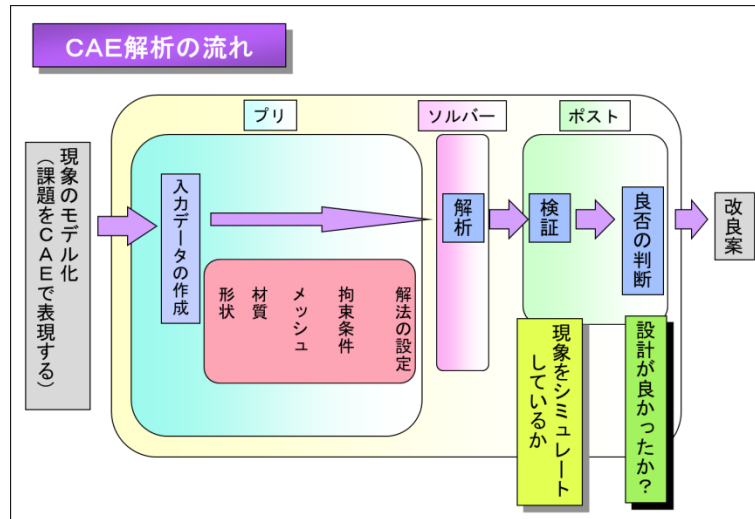 CAE解析の流れ
プリ
ソルバー
ポスト
現象のモデル化
(課題をCAEで表現する)
入力データの作成
形状
材質
メッシュ
拘束条件
解法の設定
解析
検証
良否の判断
改良案
現象をシミュレート
しているか
設計が良かったか?